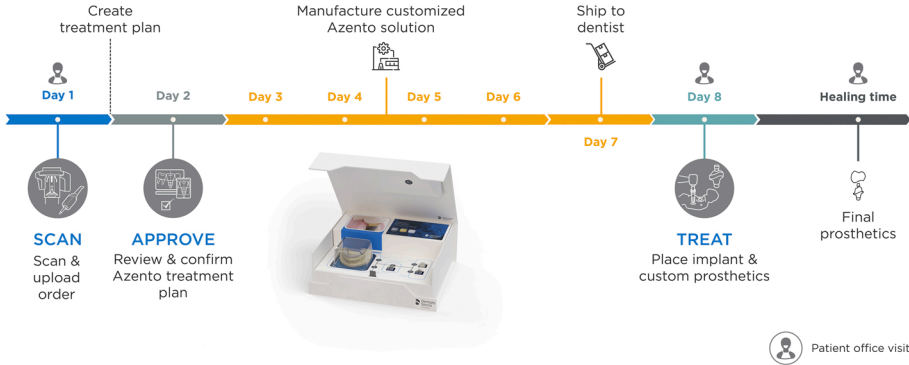 Create
treatment plan
Manufacture customized
Azento solution
Ship to
dentist
Day 1
Day 2
Day 3
Day 4
Day 5
Day 6
Day 7
Day 8
Healing time
SCAN
Scan &
upload
order
APPROVE
Review & confirm
Azento treatment
plan
TREAT
Place implant &
custom prosthetics
Final
prosthetics
Patient office visit